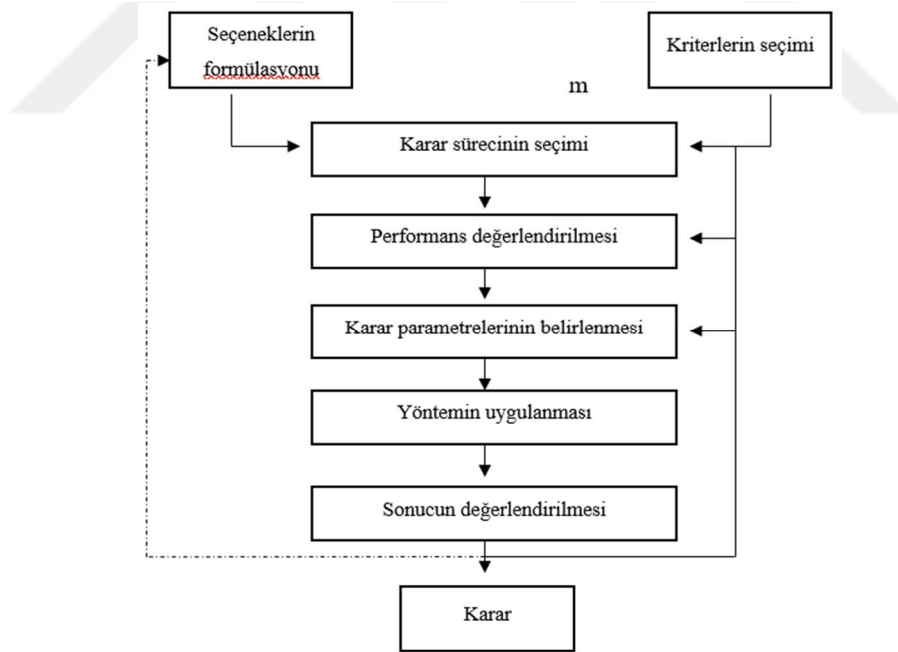 Seçeneklerin
formülasyonu
Kriterlerin seçimi
m
Karar sürecinin seçimi
Performans değerlendirilmesi
Karar parametrelerinin belirlenmesi
Yöntemin uygulanması
Sonucun değerlendirilmesi
Karar